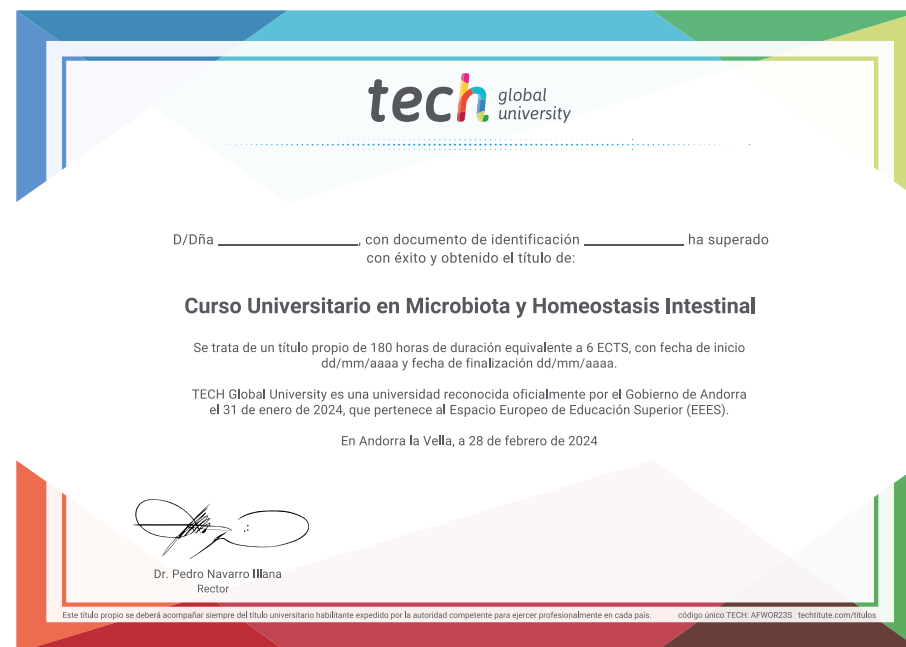 tech global university
D/Dña ____________________, con documento de identificación ______________ ha superado
con éxito y obtenido el título de:
Curso Universitario en Microbiota y Homeostasis Intestinal
Se trata de un título propio de 180 horas de duración equivalente a 6 ECTS, con fecha de inicio
dd/mm/aaaa y fecha de finalización dd/mm/aaaa.
TECH Global University es una universidad reconocida oficialmente por el Gobierno de Andorra
el 31 de enero de 2024, que pertenece al Espacio Europeo de Educación Superior (EEES).
En Andorra la Vella, a 28 de febrero de 2024
Dr. Pedro Navarro Illana
Rector
Este título propio se deberá acompañar siempre del título universitario habilitante expedido por la autoridad competente para ejercer profesionalmente en cada país. código único TECH: AFWOR23S techtitute.com/titulos